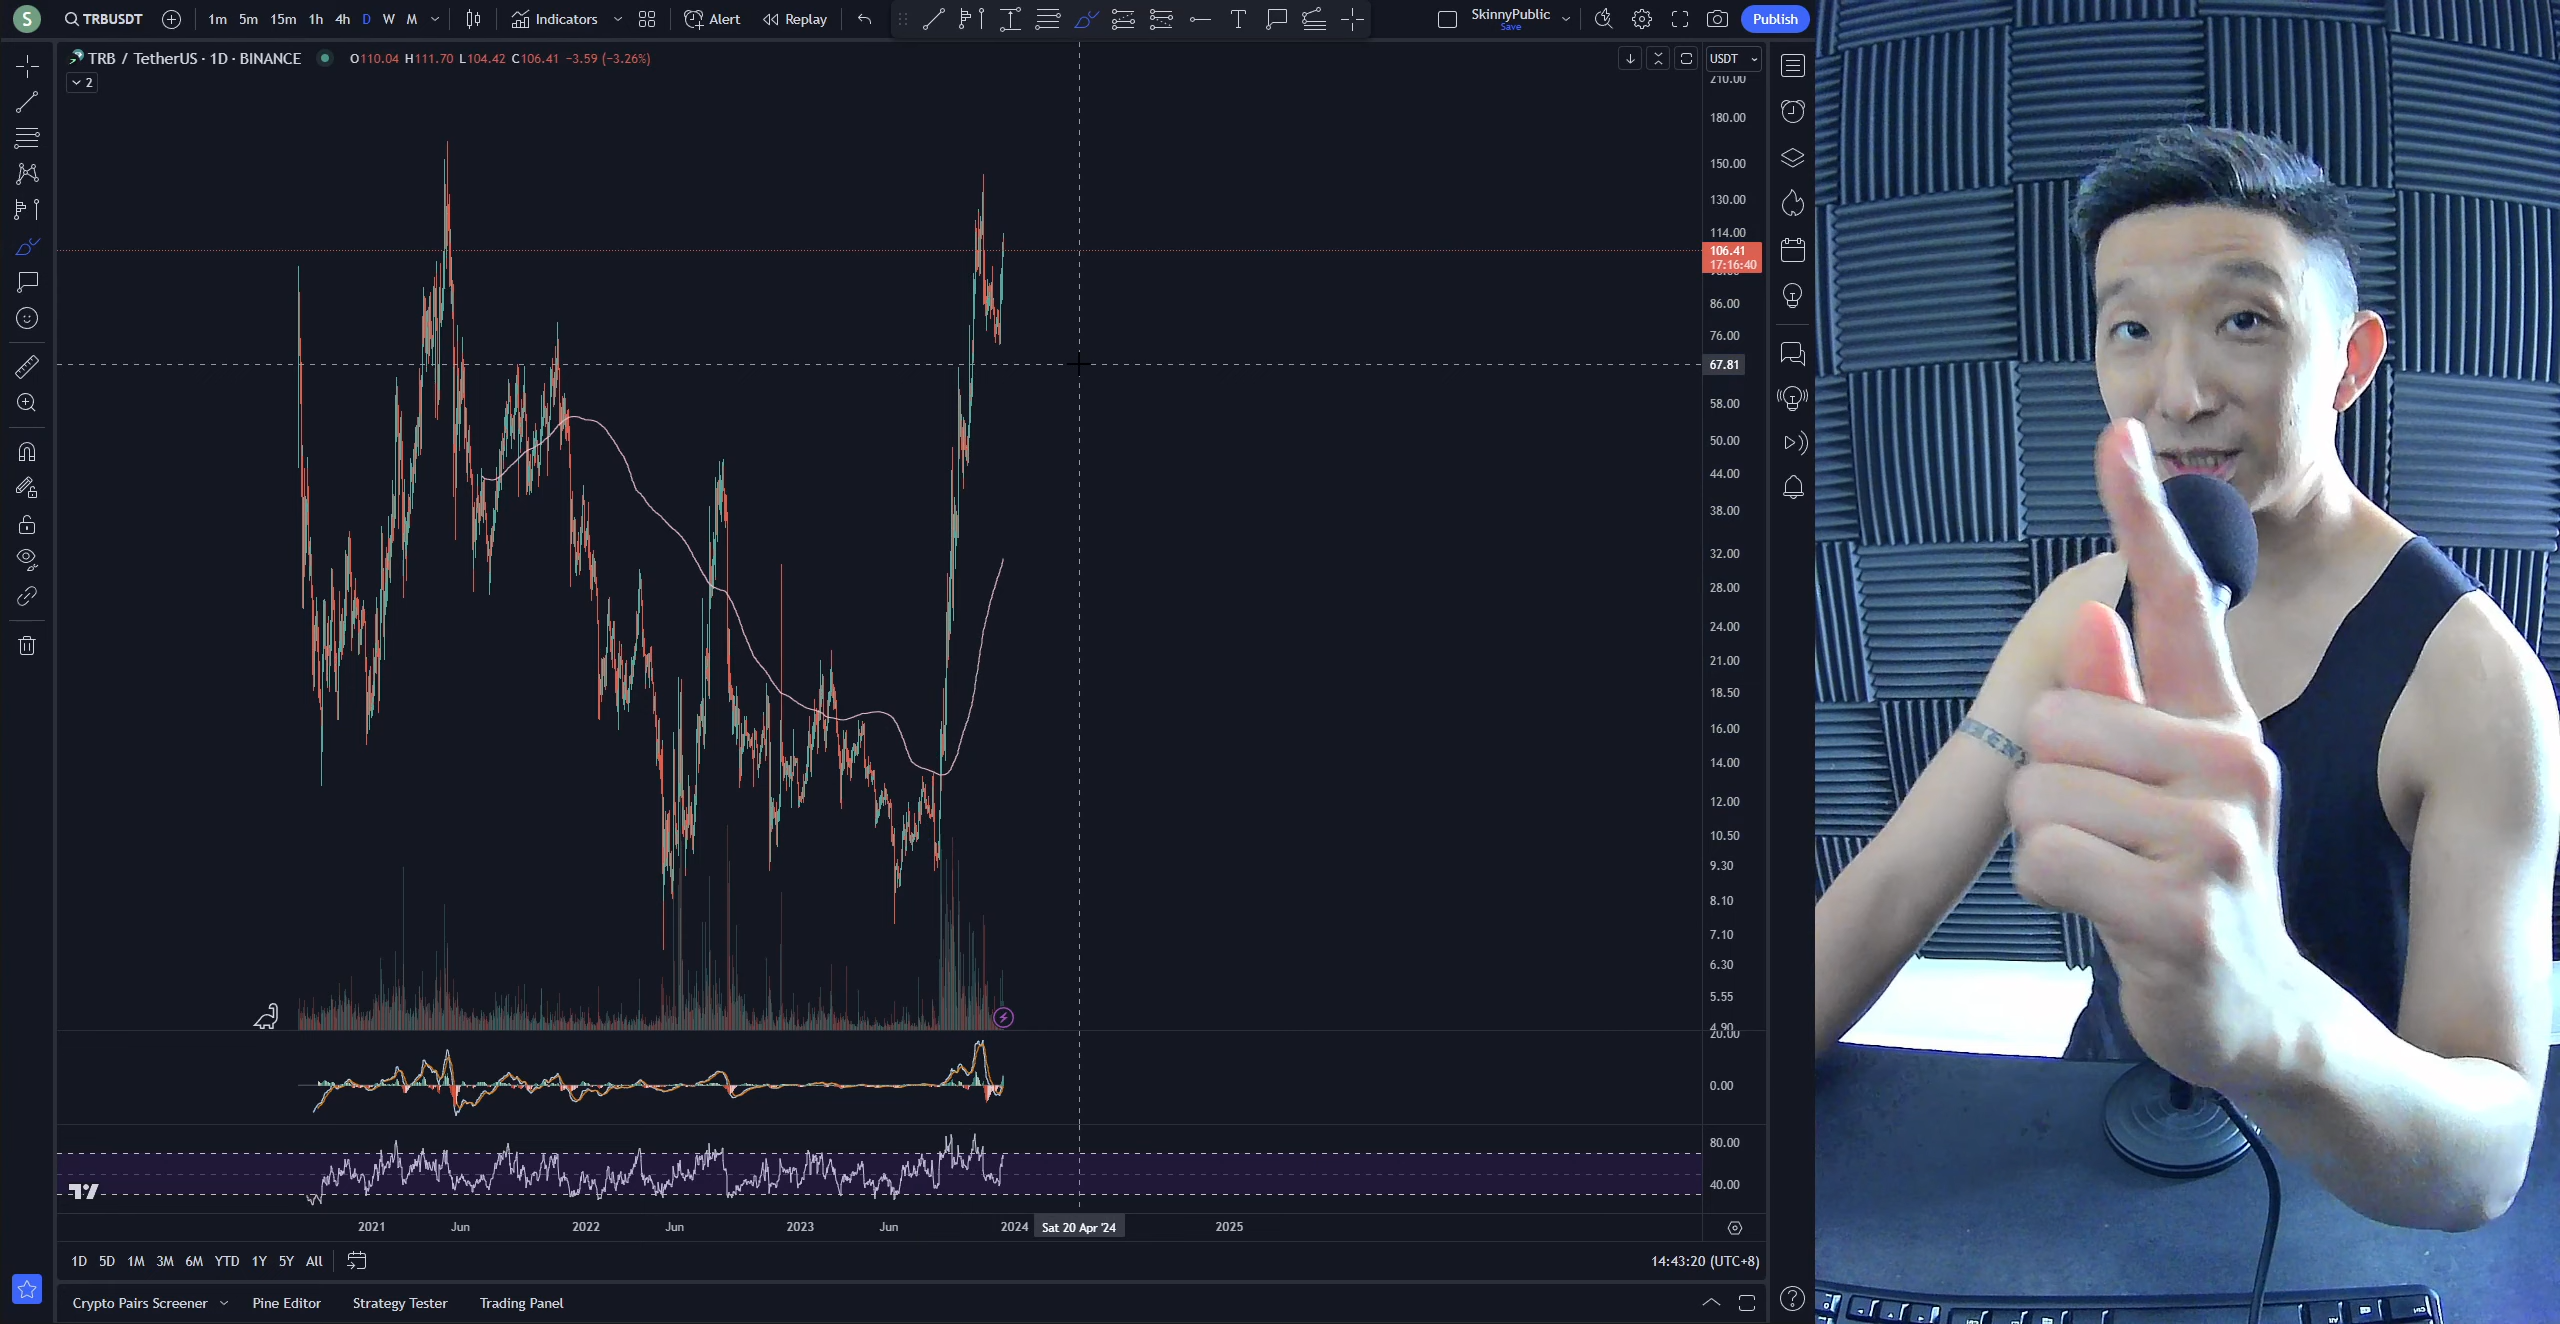 S
TRBUSDT
1m 5m 15m 1h 4h D W M
Indicators
Alert
Replay
SkinnyPublic
Save
Publish
TRB / TetherUS · 1D · BINANCE
O110.04 H111.70 L104.42 C106.41 −3.59 (−3.26%)
2
USDT
210.00
180.00
150.00
130.00
114.00
106.41
17:16:40
86.00
76.00
67.81
58.00
50.00
44.00
38.00
32.00
28.00
24.00
21.00
18.50
16.00
14.00
12.00
10.50
9.30
8.10
7.10
6.30
5.55
4.90
20.00
0.00
80.00
40.00
2021 Jun 2022 Jun 2023 Jun 2024 Sat 20 Apr '24 2025
1D 5D 1M 3M 6M YTD 1Y 5Y All
14:43:20 (UTC+8)
Crypto Pairs Screener Pine Editor Strategy Tester Trading Panel